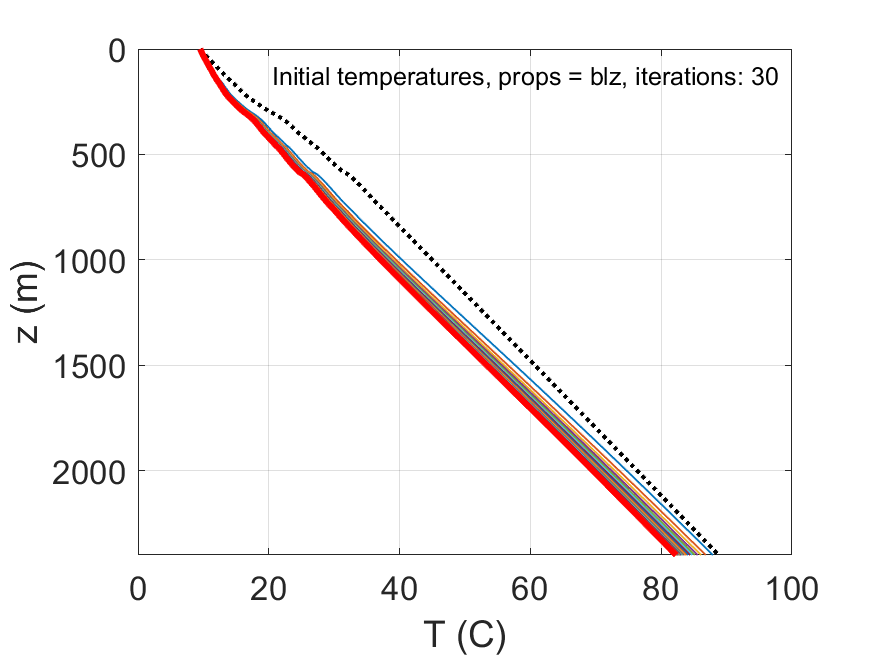 Initial temperatures, props = blz, iterations: 30
0
500
1000
1500
2000
z (m)
0 20 40 60 80 100
T (C)